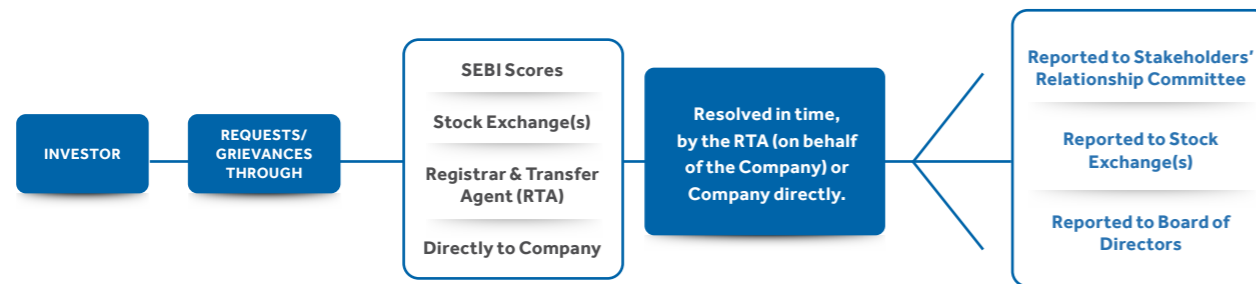 INVESTOR
REQUESTS/
GRIEVANCES
THROUGH
SEBI Scores
Stock Exchange(s)
Registrar & Transfer
Agent (RTA)
Directly to Company
Resolved in time,
by the RTA (on behalf
of the Company) or
Company directly.
Reported to Stakeholders’
Relationship Committee
Reported to Stock
Exchange(s)
Reported to Board of
Directors